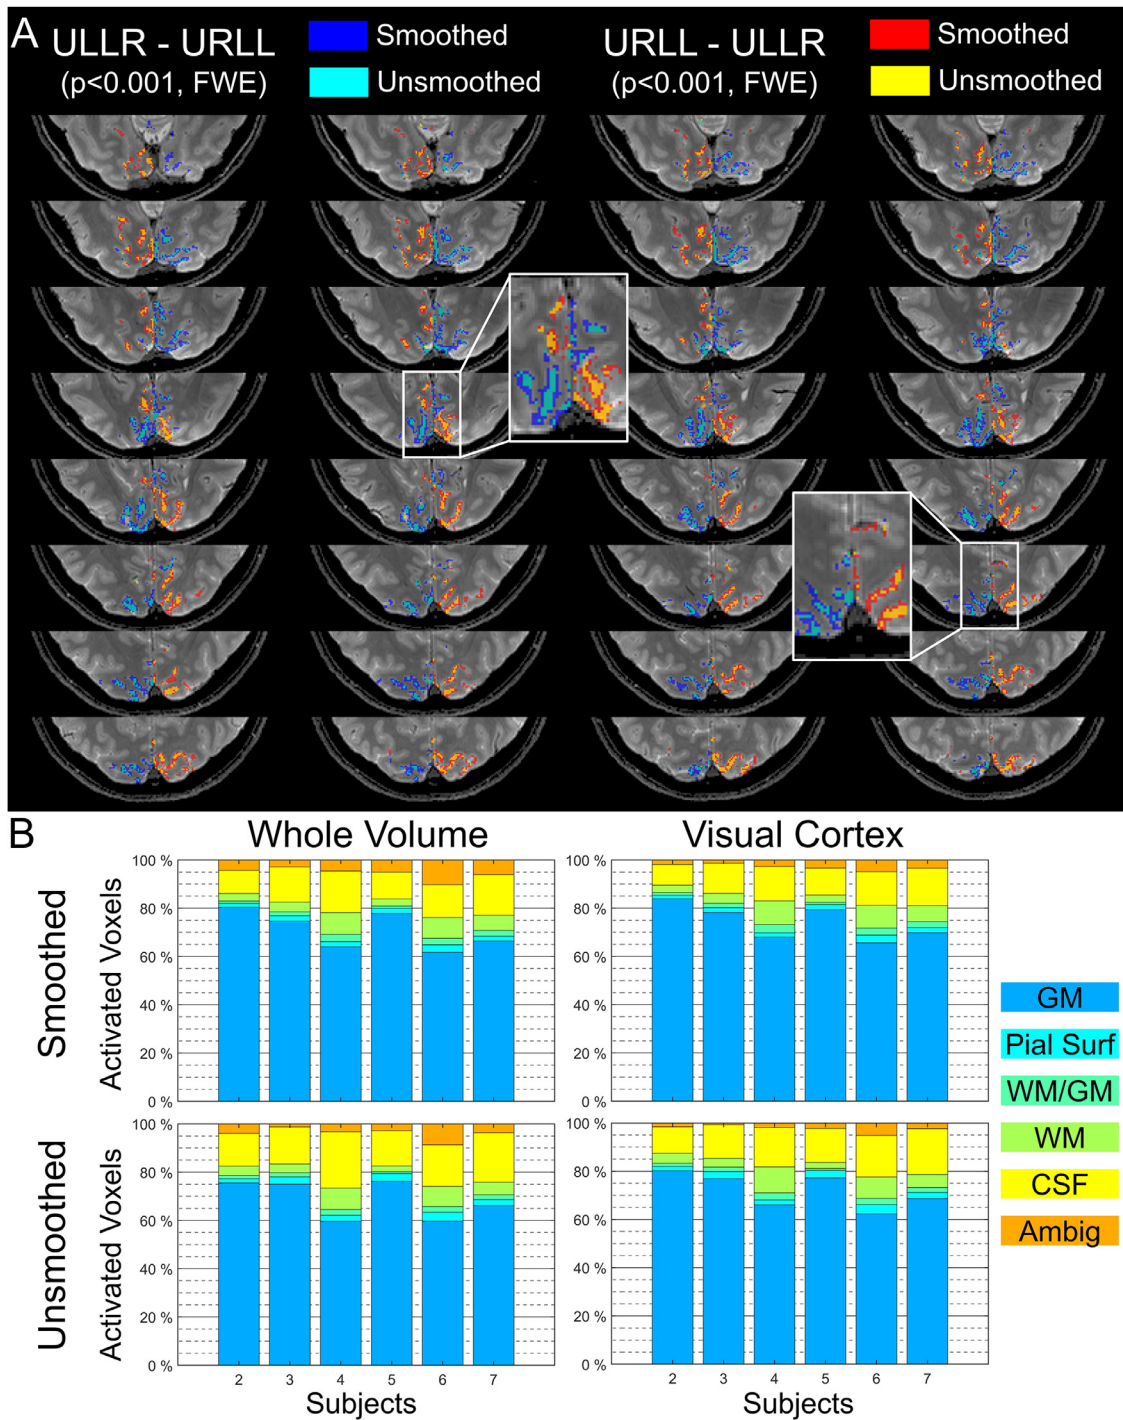 A
ULLR - URLL
(p<0.001, FWE)
Smoothed
Unsmoothed
URLL - ULLR
(p<0.001, FWE)
Smoothed
Unsmoothed
B
Whole Volume
Visual Cortex
Smoothed
Activated Voxels
100 %
80 %
60 %
40 %
20 %
0 %
100 %
80 %
60 %
40 %
20 %
0 %
Unsmoothed
Activated Voxels
100 %
80 %
60 %
40 %
20 %
0 %
2 3 4 5 6 7
Subjects
100 %
80 %
60 %
40 %
20 %
0 %
2 3 4 5 6 7
Subjects
GM
Pial Surf
WM/GM
WM
CSF
Ambig